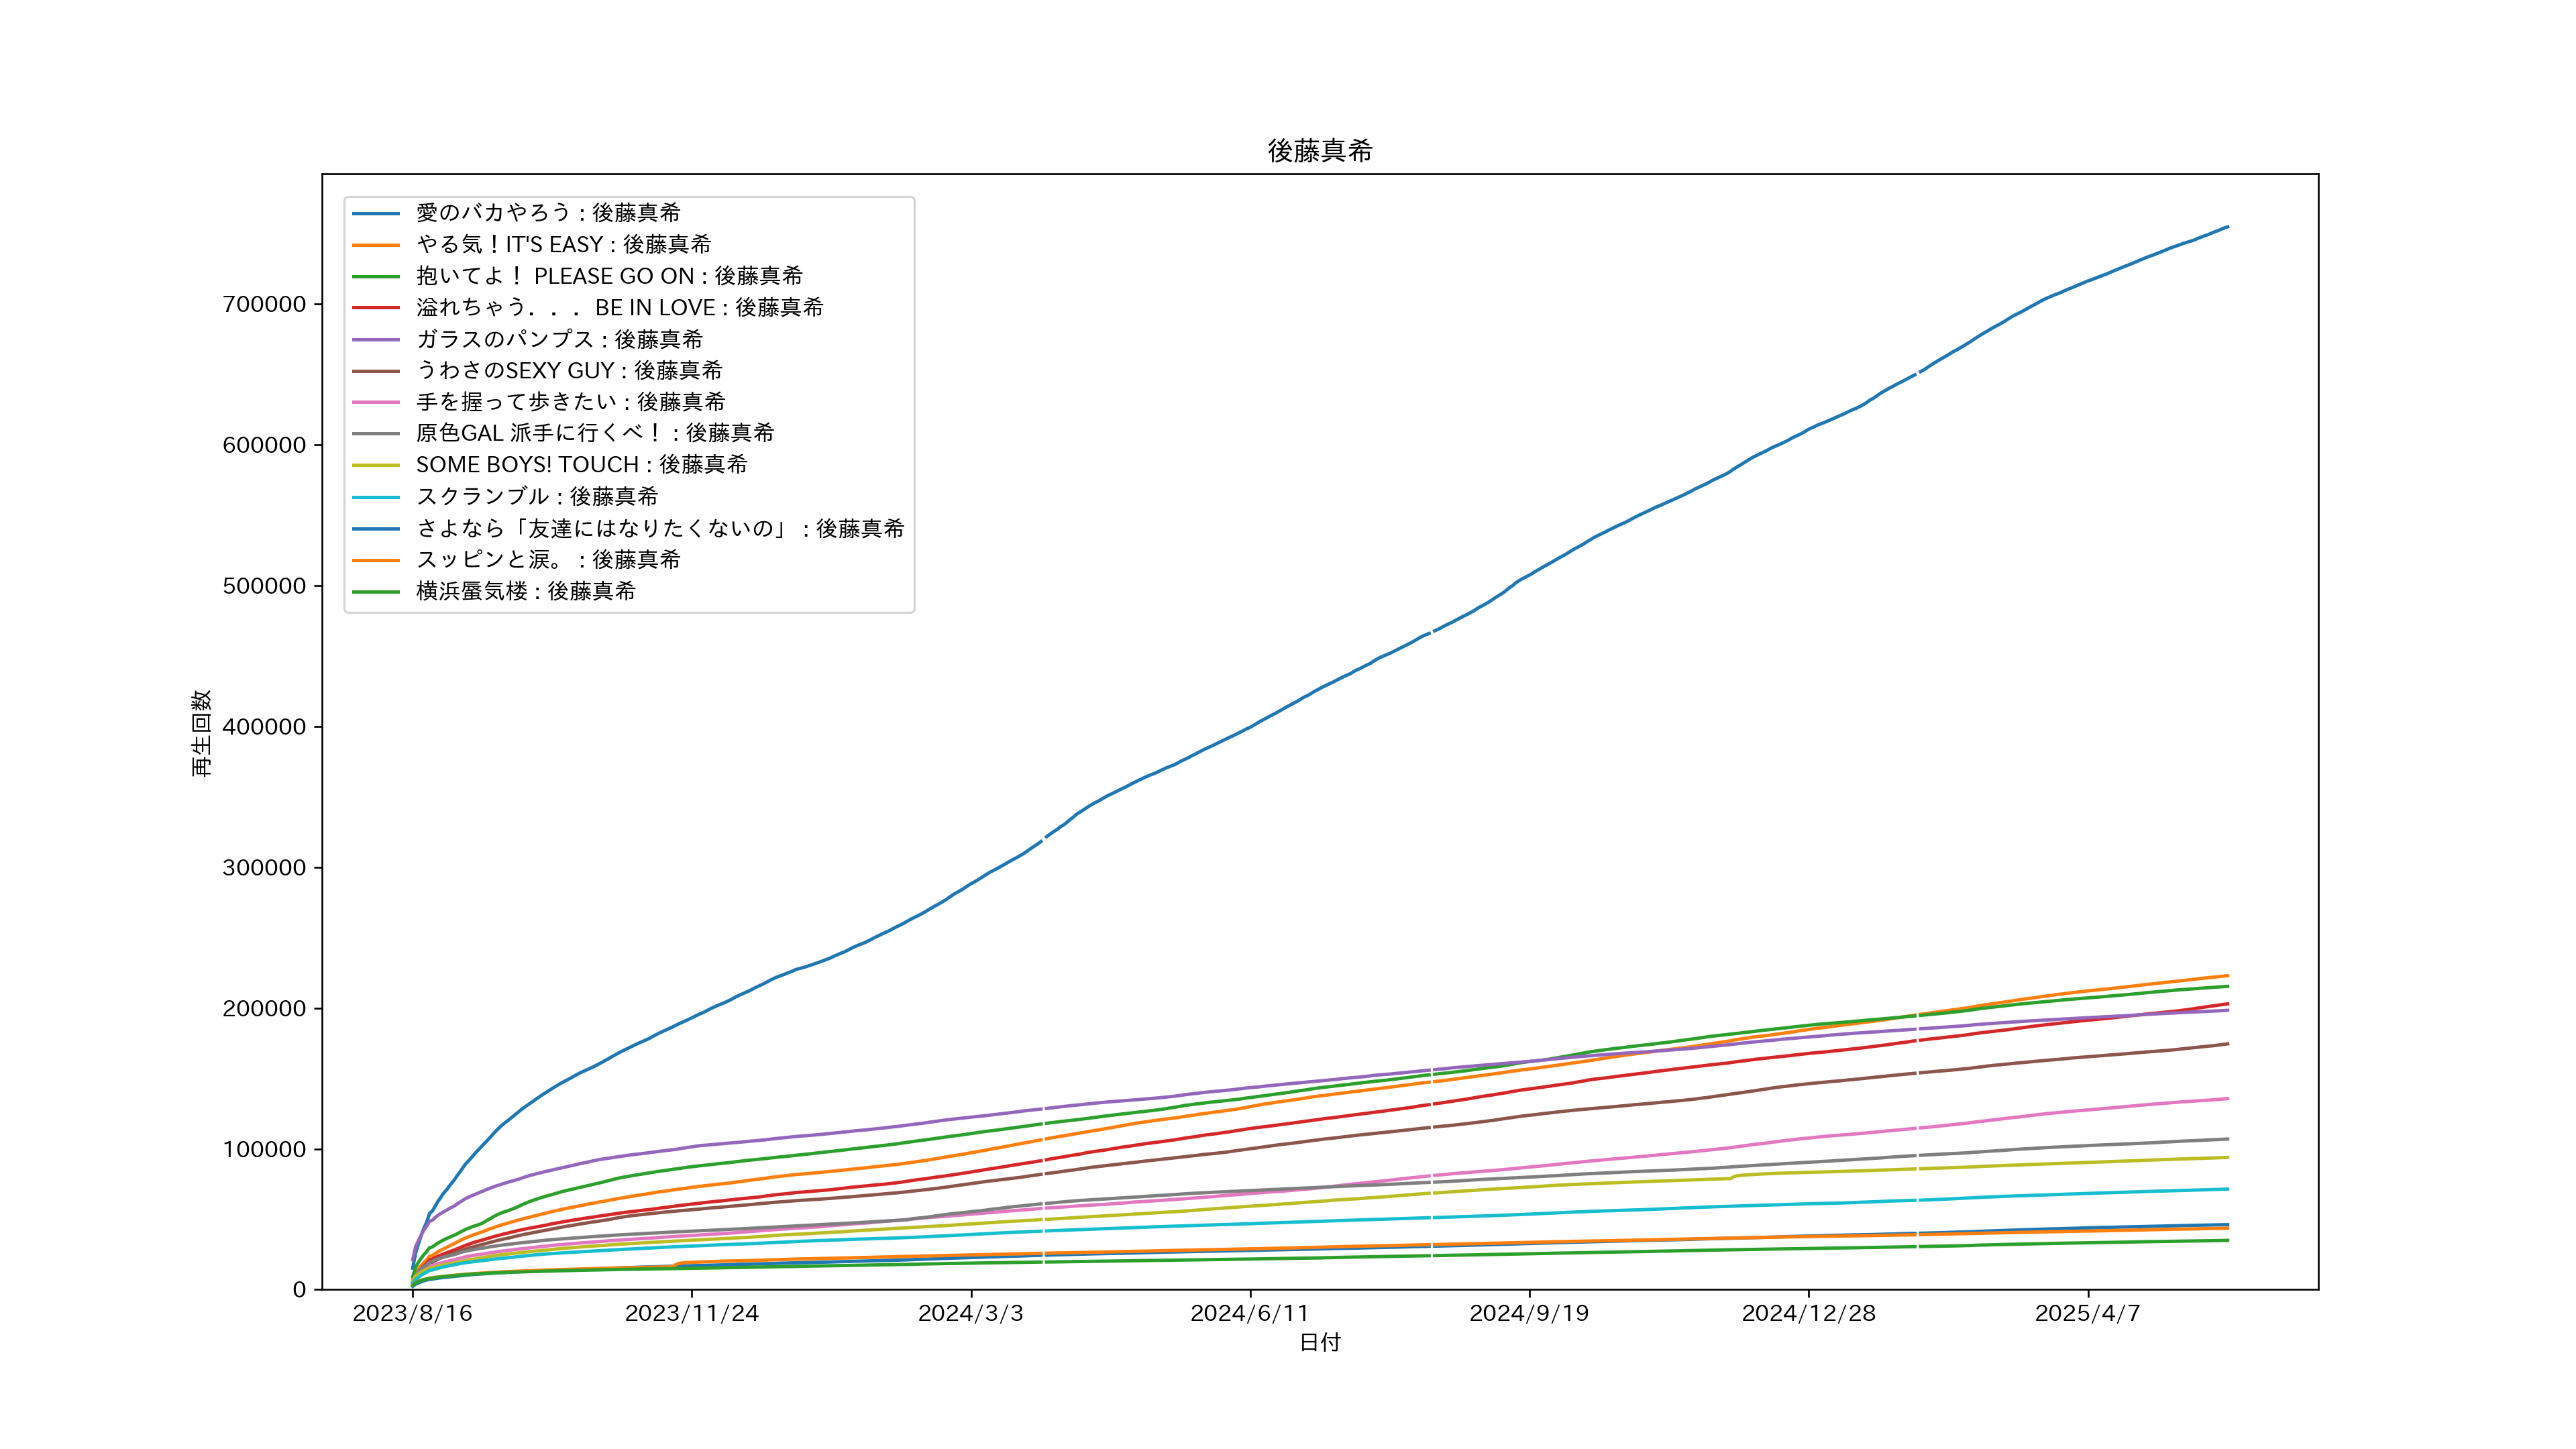 後藤真希
愛のバカやろう : 後藤真希
やる気！IT'S EASY : 後藤真希
抱いてよ！ PLEASE GO ON : 後藤真希
溢れちゃう．．． BE IN LOVE : 後藤真希
ガラスのパンプス : 後藤真希
うわさのSEXY GUY : 後藤真希
手を握って歩きたい : 後藤真希
原色GAL 派手に行くべ！ : 後藤真希
SOME BOYS! TOUCH : 後藤真希
スクランブル : 後藤真希
さよなら「友達にはなりたくないの」 : 後藤真希
スッピンと涙。 : 後藤真希
横浜蜃気楼 : 後藤真希
再生回数
700000
600000
500000
400000
300000
200000
100000
0
2023/8/16 2023/11/24 2024/3/3 2024/6/11 2024/9/19 2024/12/28 2025/4/7
日付